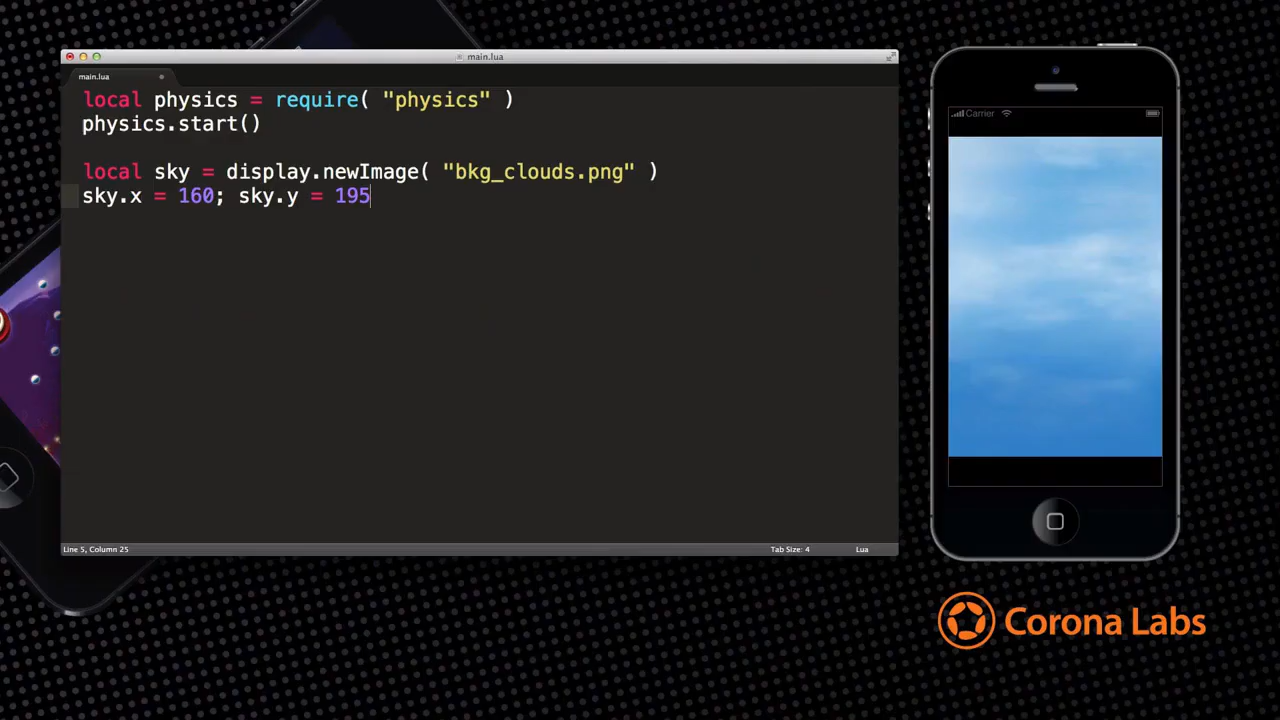 main.lua
main.lua
local physics = require( "physics" )
physics.start()
local sky = display.newImage( "bkg_clouds.png" )
sky.x = 160; sky.y = 195
Line 5, Column 25
Tab Size: 4
Lua
Carrier
Corona Labs